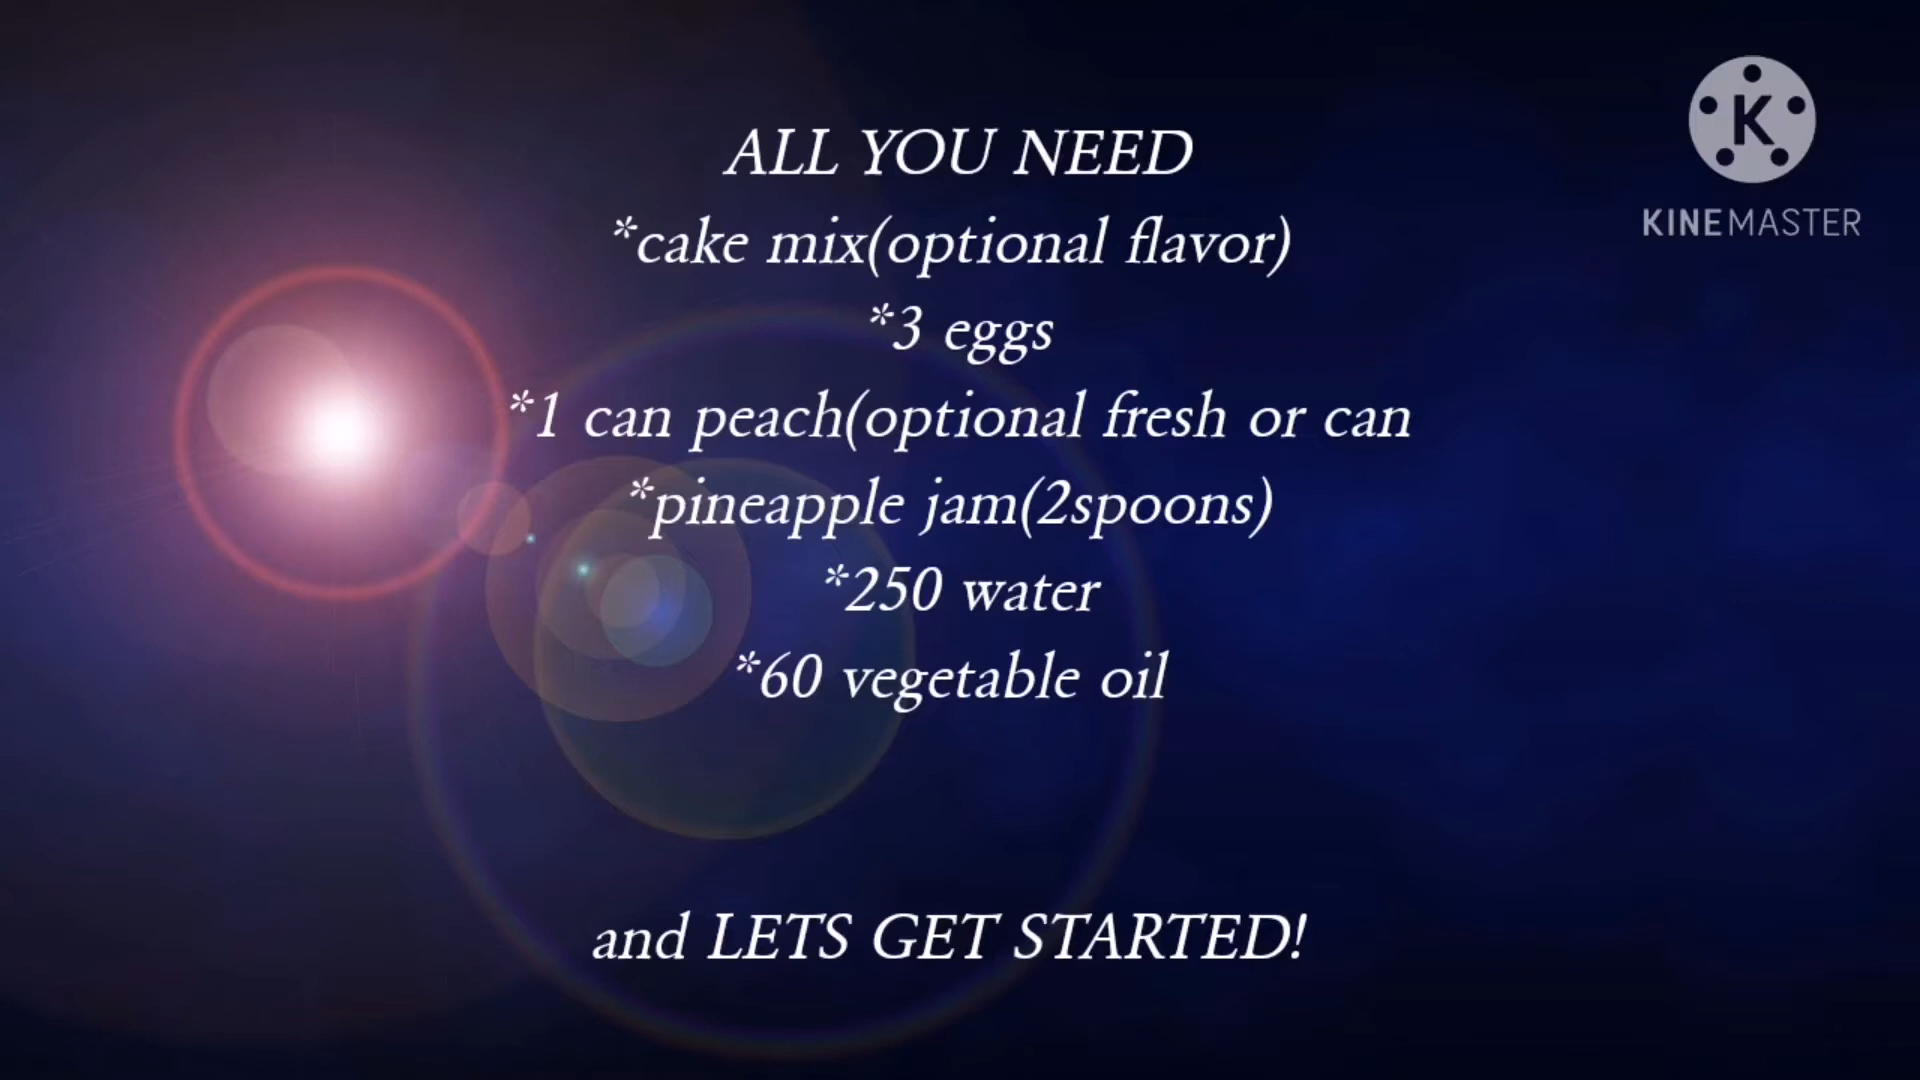 ALL YOU NEED
*cake mix(optional flavor)
*3 eggs
*1 can peach(optional fresh or can
*pineapple jam(2spoons)
*250 water
*60 vegetable oil
and LETS GET STARTED!
K
KINEMASTER